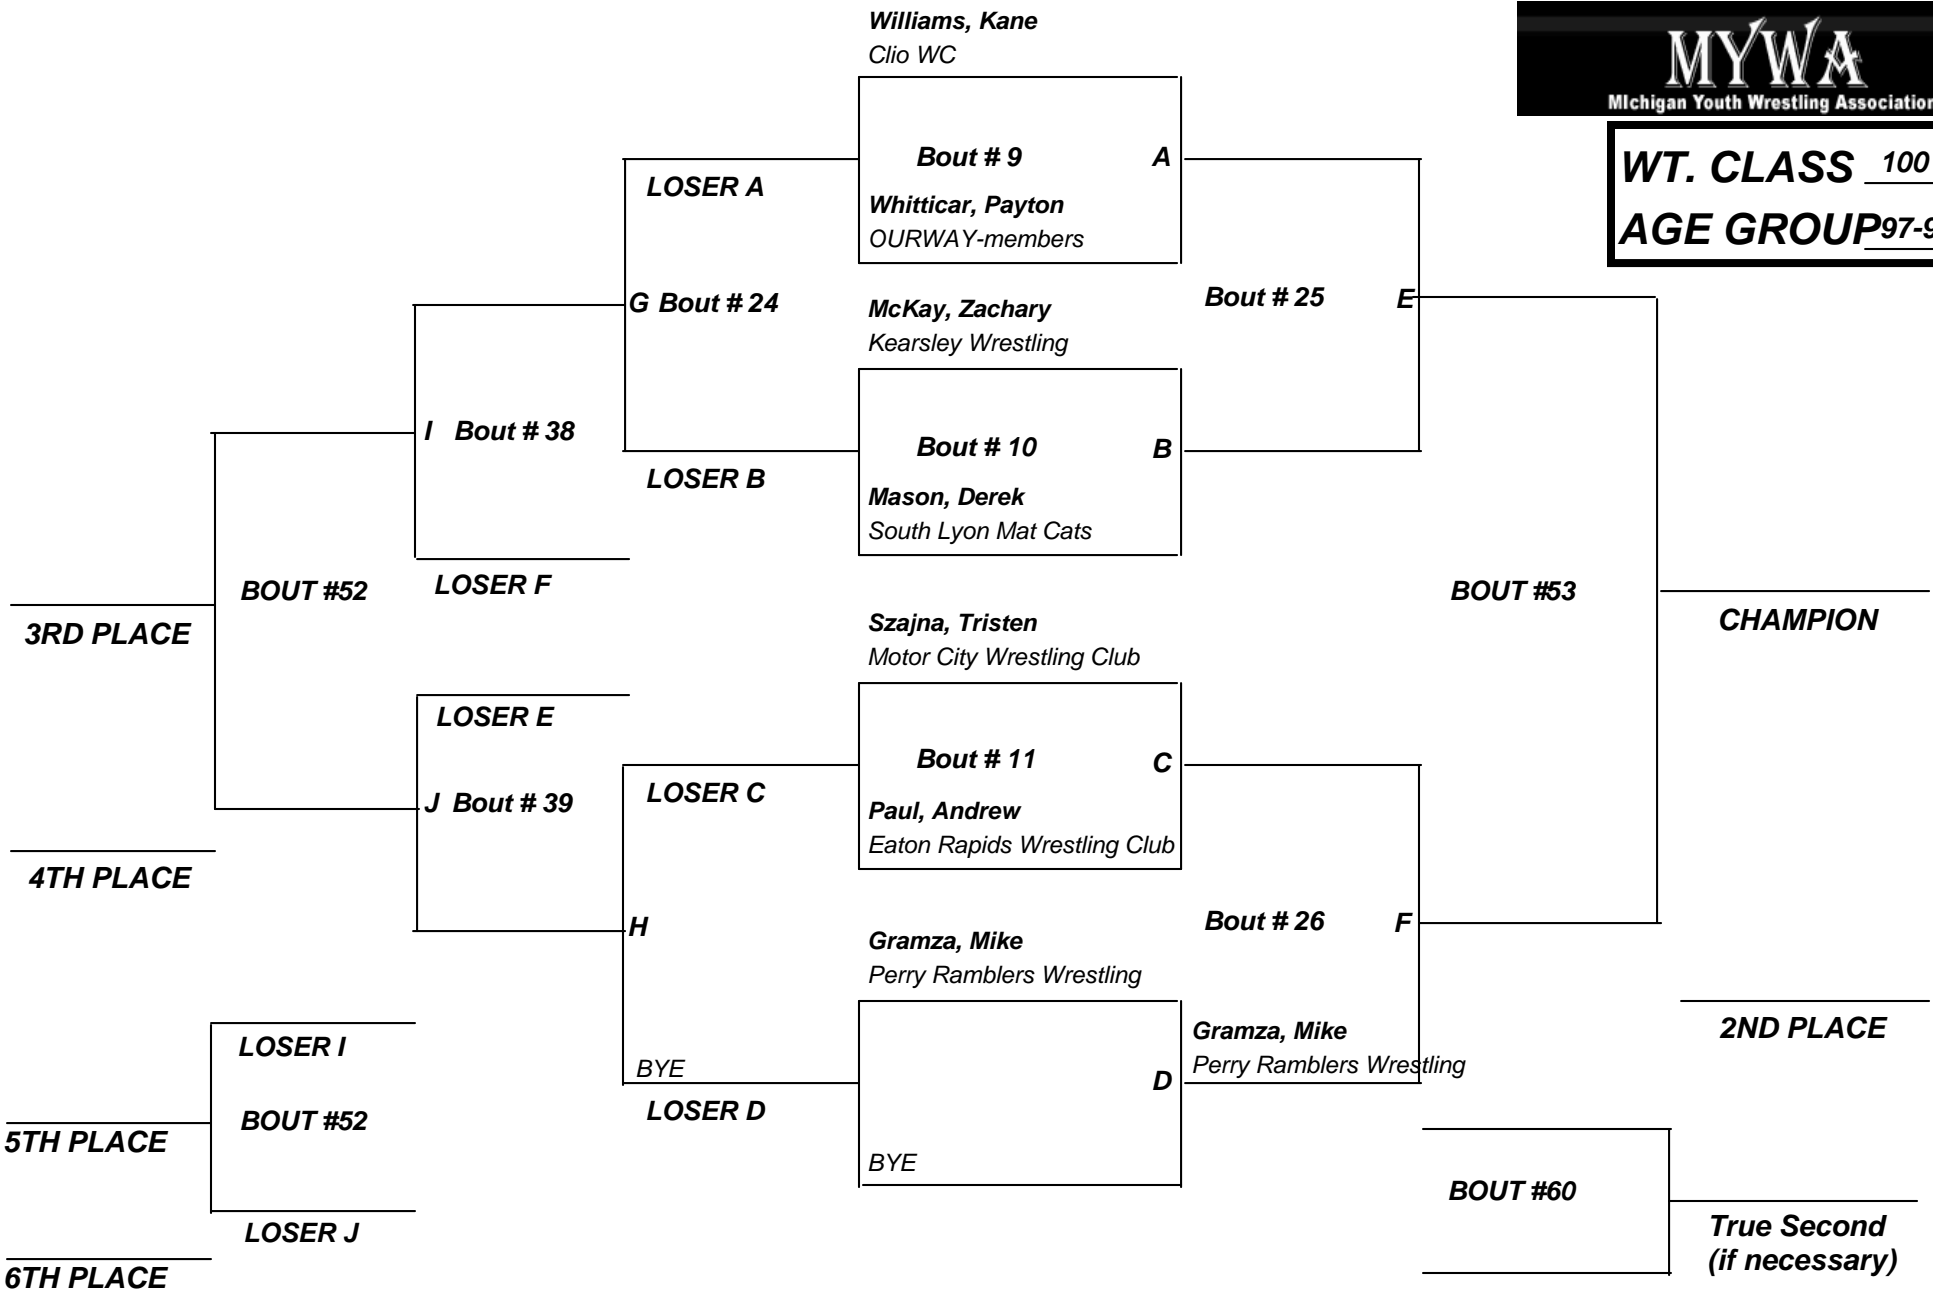 Williams, Kane
Clio WC
MYWA
MIchigan Youth Wrestling Association
WT. CLASS 100
AGE GROUP 97-9
Bout # 9 A
LOSER A
Whitticar, Payton
OURWAY-members
G Bout # 24
McKay, Zachary
Kearsley Wrestling
Bout # 25 E
I Bout # 38
Bout # 10 B
LOSER B
Mason, Derek
South Lyon Mat Cats
BOUT #52
LOSER F
BOUT #53
3RD PLACE
Szajna, Tristen
Motor City Wrestling Club
CHAMPION
LOSER E
Bout # 11 C
J Bout # 39
LOSER C
Paul, Andrew
Eaton Rapids Wrestling Club
4TH PLACE
H
Bout # 26 F
Gramza, Mike
Perry Ramblers Wrestling
LOSER I
Gramza, Mike
Perry Ramblers Wrestling
2ND PLACE
BYE
D
LOSER D
BOUT #52
5TH PLACE
BYE
BOUT #60
LOSER J
True Second
(if necessary)
6TH PLACE